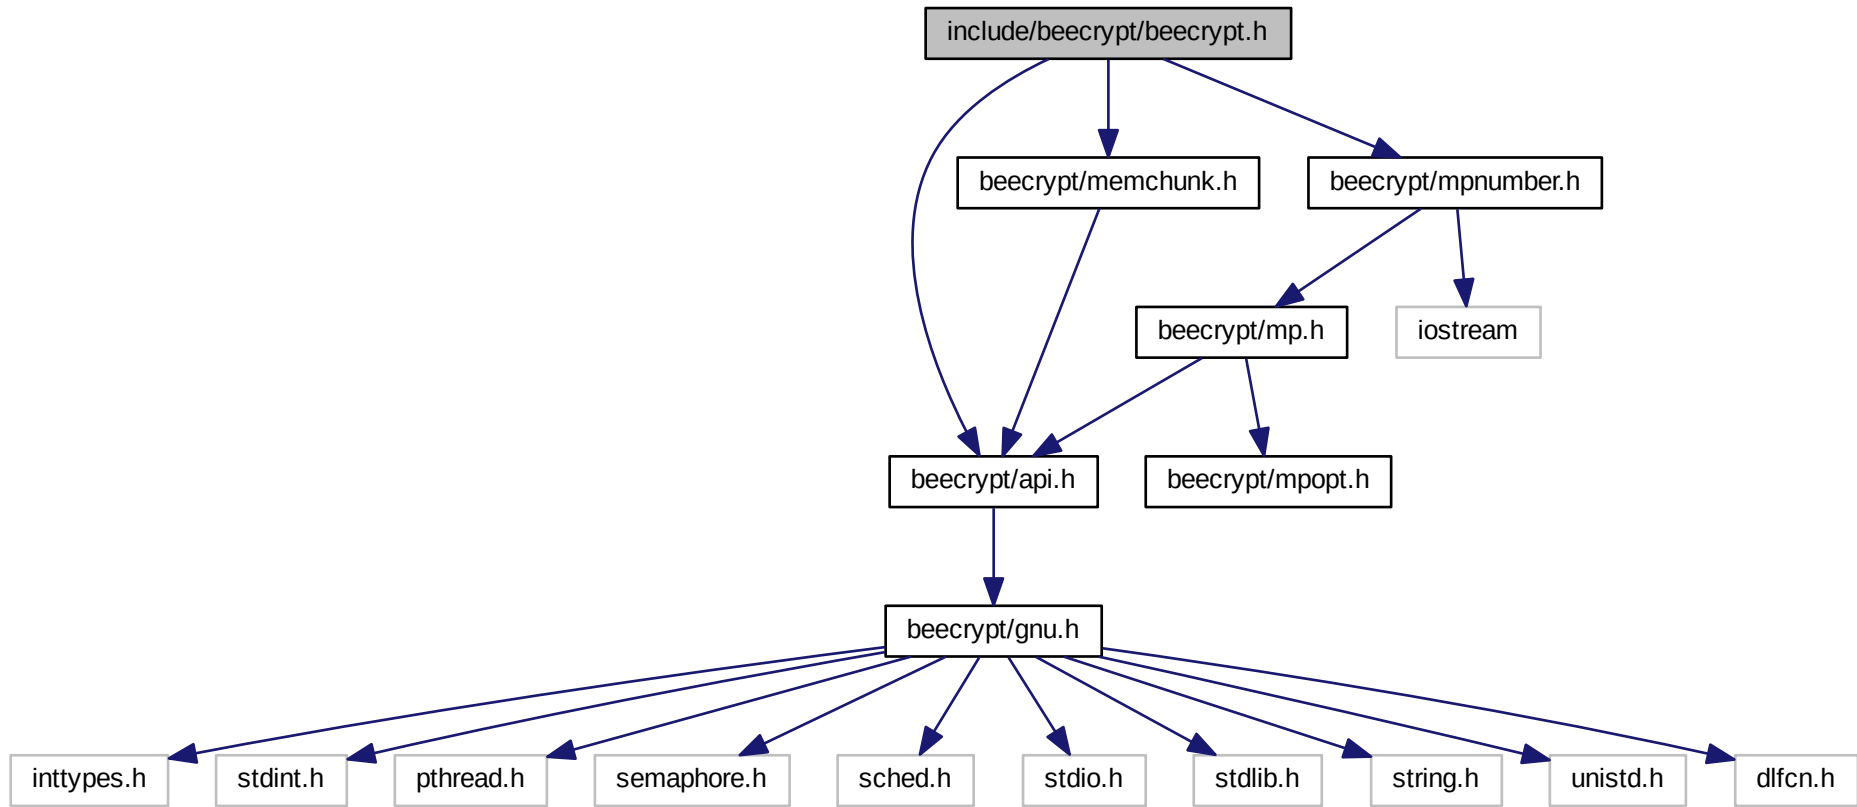 include/beecrypt/beecrypt.h
beecrypt/memchunk.h
beecrypt/mpnumber.h
beecrypt/mp.h
iostream
beecrypt/api.h
beecrypt/mpopt.h
beecrypt/gnu.h
inttypes.h
stdint.h
pthread.h
semaphore.h
sched.h
stdio.h
stdlib.h
string.h
unistd.h
dlfcn.h